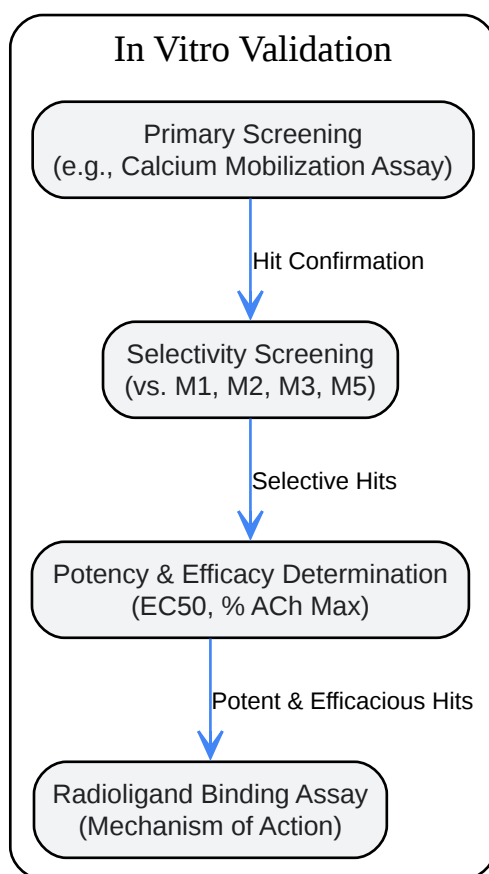 In Vitro Validation
Primary Screening
(e.g., Calcium Mobilization Assay)
Hit Confirmation
Selectivity Screening
(vs. M1, M2, M3, M5)
Selective Hits
Potency & Efficacy Determination
(EC50, % ACh Max)
Potent & Efficacious Hits
Radioligand Binding Assay
(Mechanism of Action)